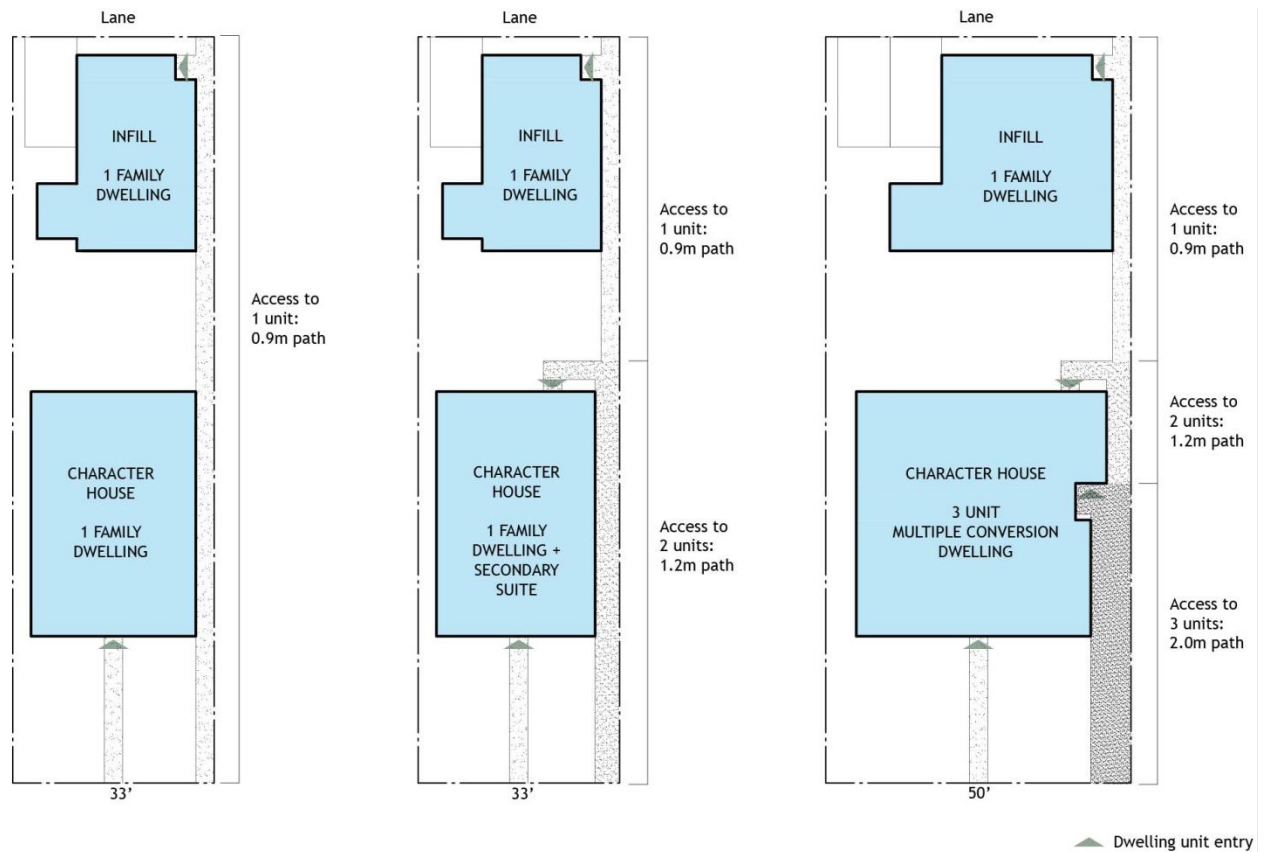 Lane
INFILL
1 FAMILY
DWELLING
Access to
1 unit:
0.9m path
CHARACTER
HOUSE
1 FAMILY
DWELLING
33’
Lane
INFILL
1 FAMILY
DWELLING
Access to
1 unit:
0.9m path
CHARACTER
HOUSE
1 FAMILY
DWELLING +
SECONDARY
SUITE
Access to
2 units:
1.2m path
33’
Lane
INFILL
1 FAMILY
DWELLING
Access to
1 unit:
0.9m path
Access to
2 units:
1.2m path
CHARACTER HOUSE
3 UNIT
MULTIPLE CONVERSION
DWELLING
Access to
3 units:
2.0m path
50’
Dwelling unit entry